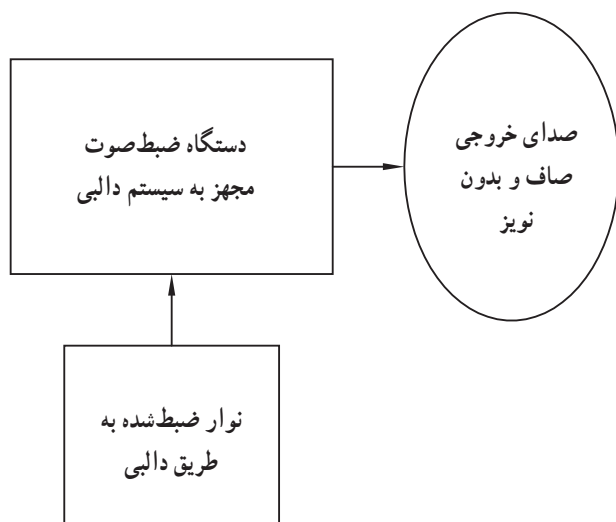 صدای خروجی
صاف و بدون
نویز
دستگاه ضبط‌صوت
مجهز به سیستم دالبی
نوار ضبط‌شده به
طریق دالبی